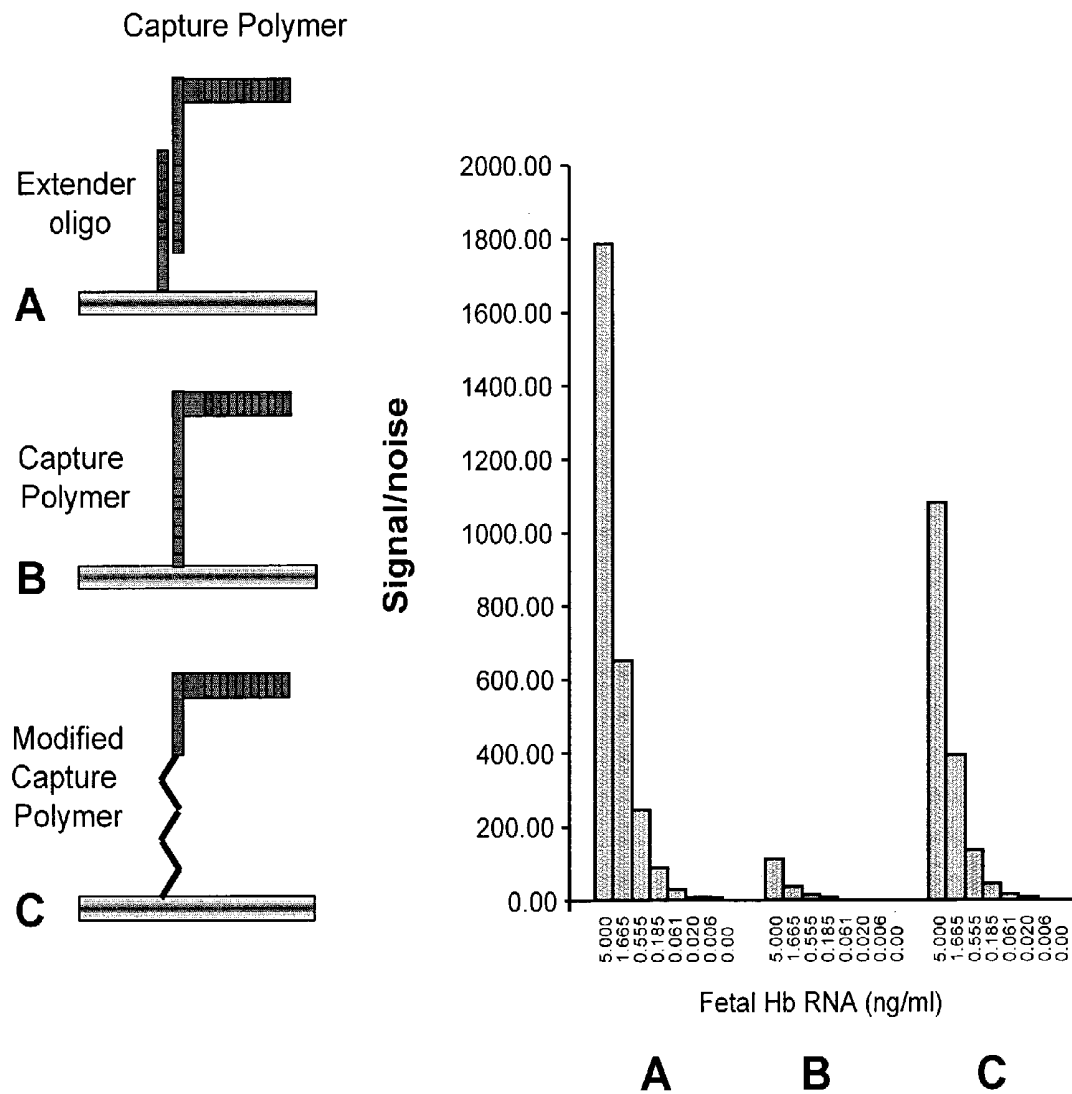 Capture Polymer
Extender
oligo
A
Capture
Polymer
B
Modified
Capture
Polymer
C
Signal/noise
2000.00
1800.00
1600.00
1400.00
1200.00
1000.00
800.00
600.00
400.00
200.00
0.00
5.000
1.665
0.555
0.185
0.061
0.020
0.006
0.00
5.000
1.665
0.555
0.185
0.061
0.020
0.006
0.00
5.000
1.665
0.555
0.185
0.061
0.020
0.006
0.00
Fetal Hb RNA (ng/ml)
A
B
C